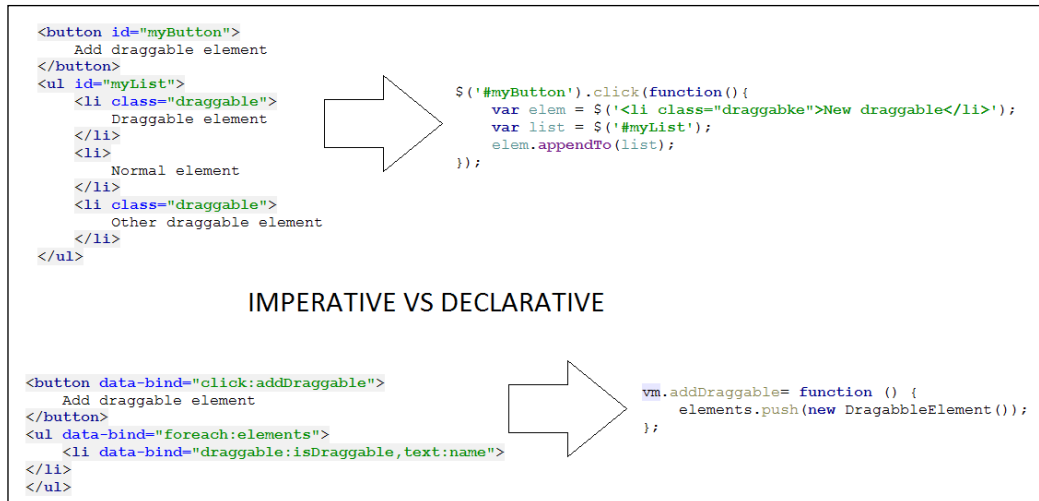 <button id="myButton">
    Add draggable element
</button>
<ul id="myList">
    <li class="draggable">
        Draggable element
    </li>
    <li>
        Normal element
    </li>
    <li class="draggable">
        Other draggable element
    </li>
</ul>
$('#myButton').click(function(){
    var elem = $('<li class="draggabke">New draggable</li>');
    var list = $('#myList');
    elem.appendTo(list);
});
IMPERATIVE VS DECLARATIVE
<button data-bind="click:addDraggable">
    Add draggable element
</button>
<ul data-bind="foreach:elements">
    <li data-bind="draggable:isDraggable,text:name">
</li>
</ul>
vm.addDraggable= function () {
    elements.push(new DragabbleElement());
};